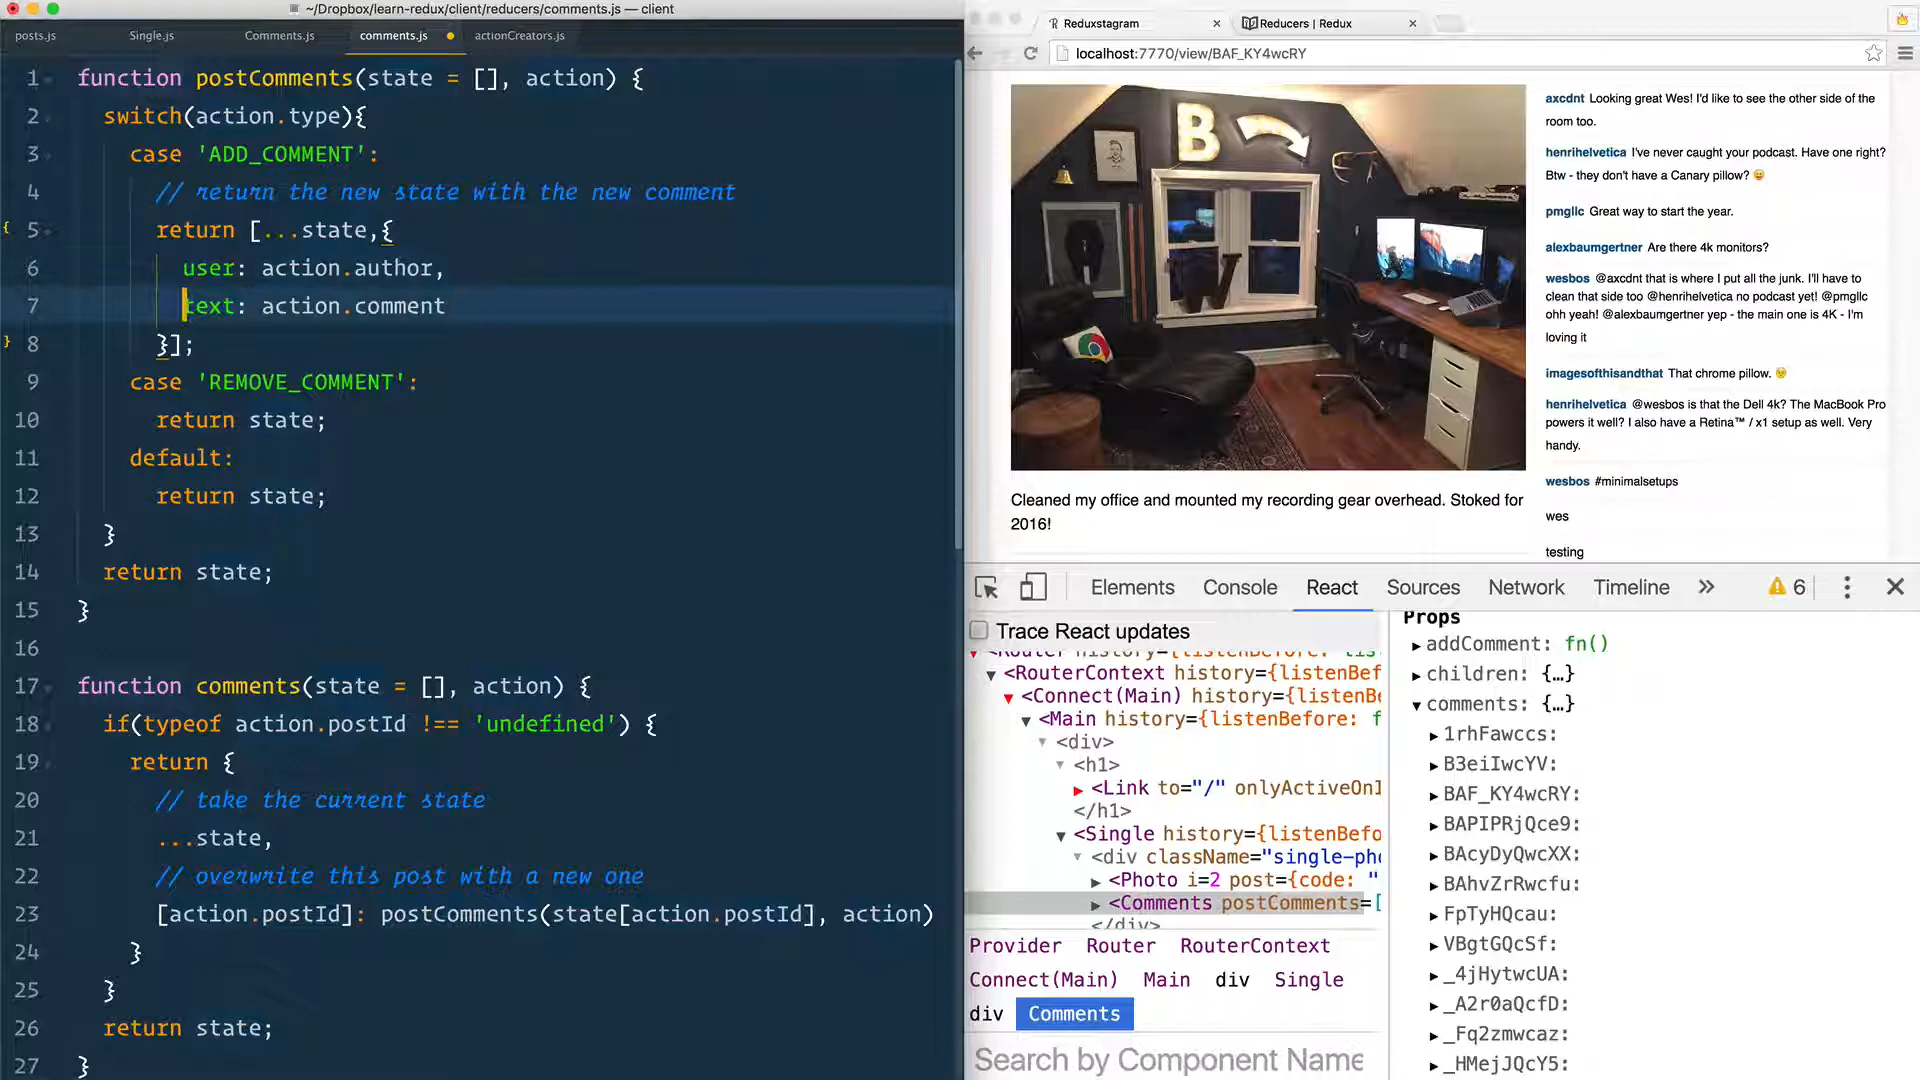 ~/Dropbox/learn-redux/client/reducers/comments.js — client
posts.js
Single.js
Comments.js
comments.js
actionCreators.js
1 function postComments(state = [], action) {
2 switch(action.type){
3 case 'ADD_COMMENT':
4 // return the new state with the new comment
5 return [...state,{
6 user: action.author,
7 text: action.comment
8 }];
9 case 'REMOVE_COMMENT':
10 return state;
11 default:
12 return state;
13 }
14 return state;
15 }
16
17 function comments(state = [], action) {
18 if(typeof action.postId !== 'undefined') {
19 return {
20 // take the current state
21 ...state,
22 // overwrite this post with a new one
23 [action.postId]: postComments(state[action.postId], action)
24 }
25 }
26 return state;
27 }
Reduxstagram
Reducers | Redux
localhost:7770/view/BAF_KY4wcRY
B
W
Cleaned my office and mounted my recording gear overhead. Stoked for
2016!
axcdnt Looking great Wes! I'd like to see the other side of the
room too.
henrihelvetica I've never caught your podcast. Have one right?
Btw - they don't have a Canary pillow? 😛
pmgllc Great way to start the year.
alexbaumgertner Are there 4k monitors?
wesbos @axcdnt that is where I put all the junk. I'll have to
clean that side too @henrihelvetica no podcast yet! @pmgllc
ohh yeah! @alexbaumgertner yep - the main one is 4K - I'm
loving it
imagesofthisandthat That chrome pillow. 😍
henrihelvetica @wesbos is that the Dell 4k? The MacBook Pro
powers it well? I also have a Retina™ / x1 setup as well. Very
handy.
wesbos #minimalsetups
wes
testing
Elements
Console
React
Sources
Network
Timeline
6
Trace React updates
<Router history={listenBefore: lis
<RouterContext history={listenBef
<Connect(Main) history={listenBe
<Main history={listenBefore: f
<div>
<h1>
<Link to="/" onlyActiveOnI
</h1>
<Single history={listenBefo
<div className="single-pho
<Photo i=2 post={code: "
<Comments postComments=[
</div>
Provider Router RouterContext
Connect(Main) Main div Single
div Comments
Search by Component Name
Props
addComment: fn()
children: {…}
comments: {…}
1rhFawccs:
B3eiIwcYV:
BAF_KY4wcRY:
BAPIPRjQce9:
BAcyDyQwcXX:
BAhvZrRwcfu:
FpTyHQcau:
VBgtGQcSf:
_4jHytwcUA:
_A2r0aQcfD:
_Fq2zmwcaz:
_HMejJQcY5: